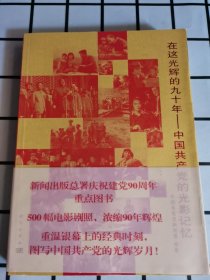 在这光辉的九十年——中国共产党的光影记忆
新闻出版总署庆祝建党90周年
重点图书
500幅电影剧照、浓缩90年辉煌
重温银幕上的经典时刻、
图写中国共产党的光辉岁月！